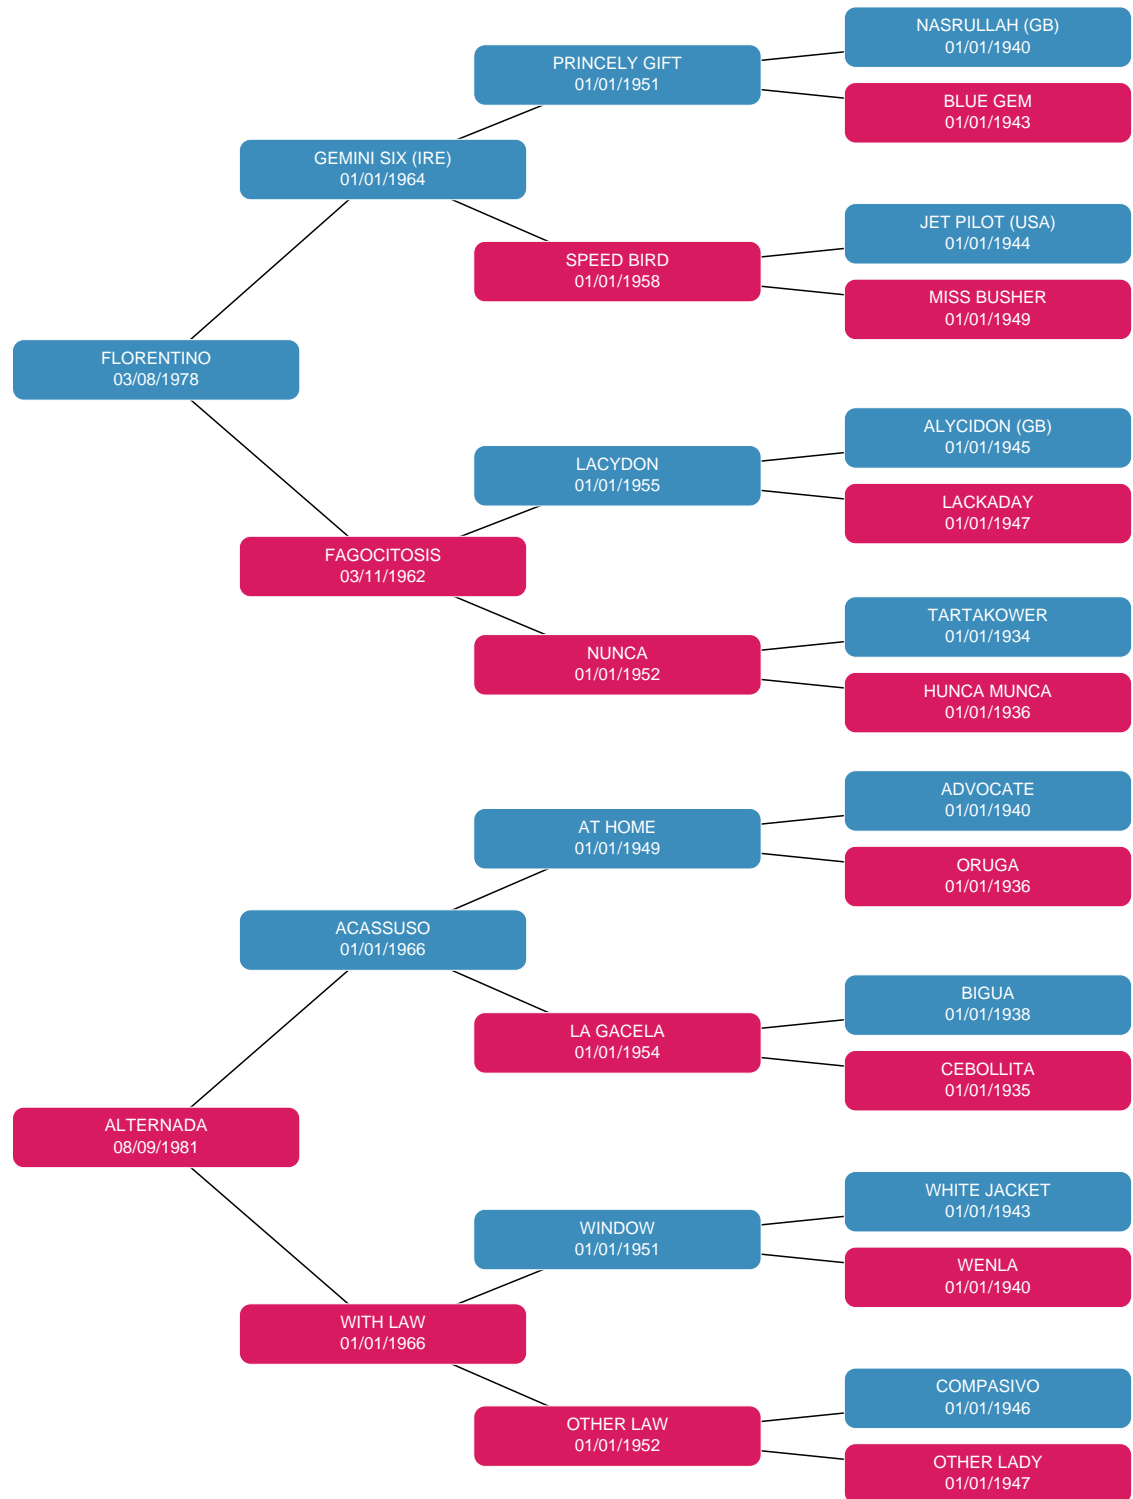 NASRULLAH (GB)
01/01/1940
PRINCELY GIFT
01/01/1951
BLUE GEM
01/01/1943
GEMINI SIX (IRE)
01/01/1964
JET PILOT (USA)
01/01/1944
SPEED BIRD
01/01/1958
MISS BUSHER
01/01/1949
FLORENTINO
03/08/1978
ALYCIDON (GB)
01/01/1945
LACYDON
01/01/1955
LACKADAY
01/01/1947
FAGOCITOSIS
03/11/1962
TARTAKOWER
01/01/1934
NUNCA
01/01/1952
HUNCA MUNCA
01/01/1936
ADVOCATE
01/01/1940
AT HOME
01/01/1949
ORUGA
01/01/1936
ACASSUSO
01/01/1966
BIGUA
01/01/1938
LA GACELA
01/01/1954
CEBOLLITA
01/01/1935
ALTERNADA
08/09/1981
WHITE JACKET
01/01/1943
WINDOW
01/01/1951
WENLA
01/01/1940
WITH LAW
01/01/1966
COMPASIVO
01/01/1946
OTHER LAW
01/01/1952
OTHER LADY
01/01/1947